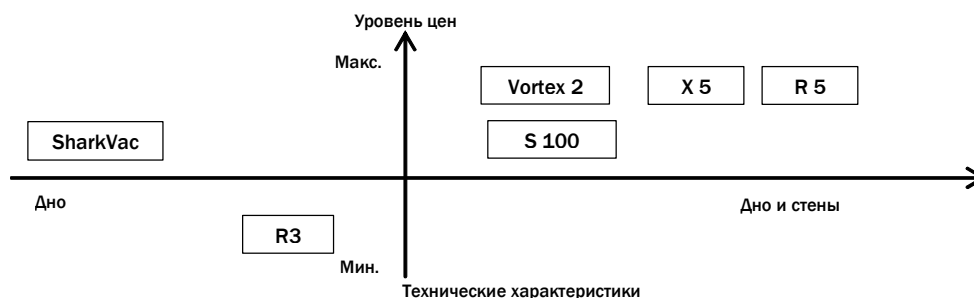 Уровень цен
Макс.
Vortex 2
X 5
R 5
SharkVac
S 100
Дно
Дно и стены
R3
Мин.
Технические характеристики